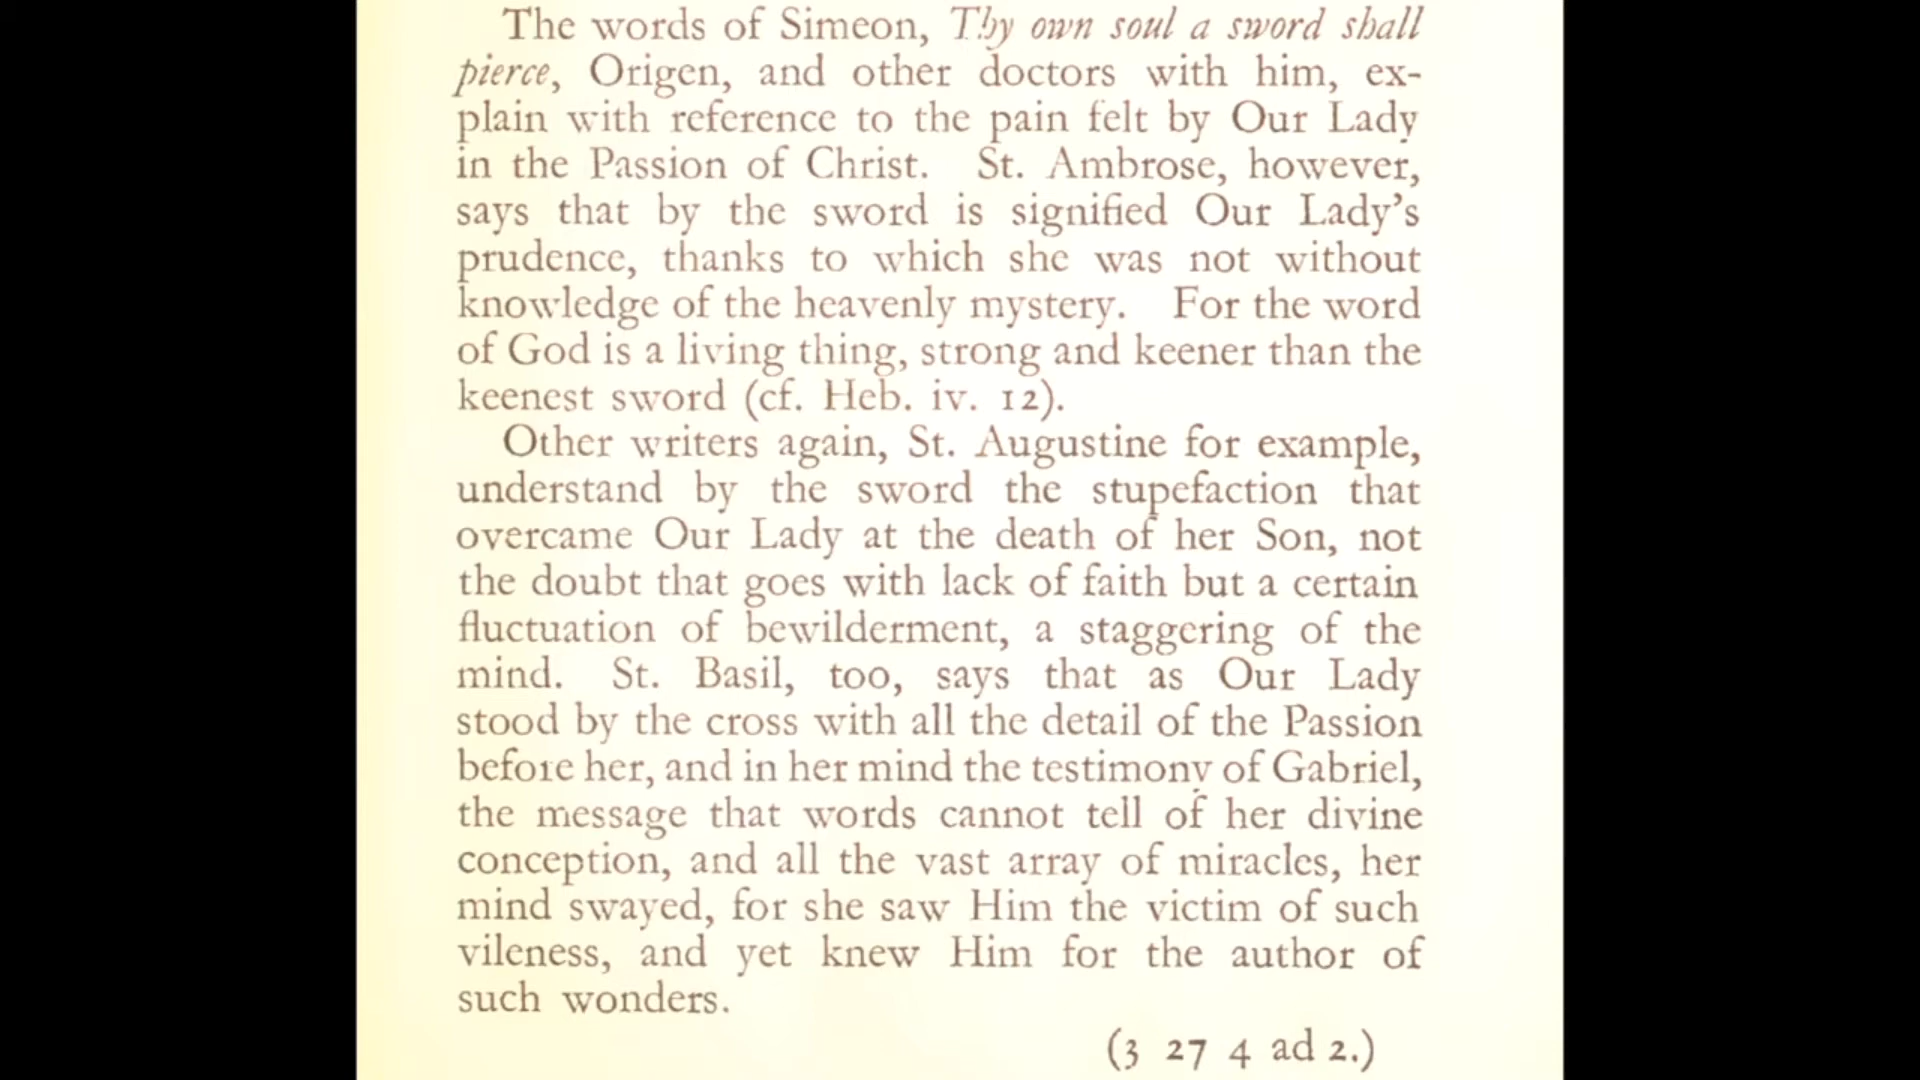 The words of Simeon, Thy own soul a sword shall
pierce, Origen, and other doctors with him, ex-
plain with reference to the pain felt by Our Lady
in the Passion of Christ. St. Ambrose, however,
says that by the sword is signified Our Lady's
prudence, thanks to which she was not without
knowledge of the heavenly mystery. For the word
of God is a living thing, strong and keener than the
keenest sword (cf. Heb. iv. 12).
Other writers again, St. Augustine for example,
understand by the sword the stupefaction that
overcame Our Lady at the death of her Son, not
the doubt that goes with lack of faith but a certain
fluctuation of bewilderment, a staggering of the
mind. St. Basil, too, says that as Our Lady
stood by the cross with all the detail of the Passion
before her, and in her mind the testimony of Gabriel,
the message that words cannot tell of her divine
conception, and all the vast array of miracles, her
mind swayed, for she saw Him the victim of such
vileness, and yet knew Him for the author of
such wonders.
(3 27 4 ad 2.)